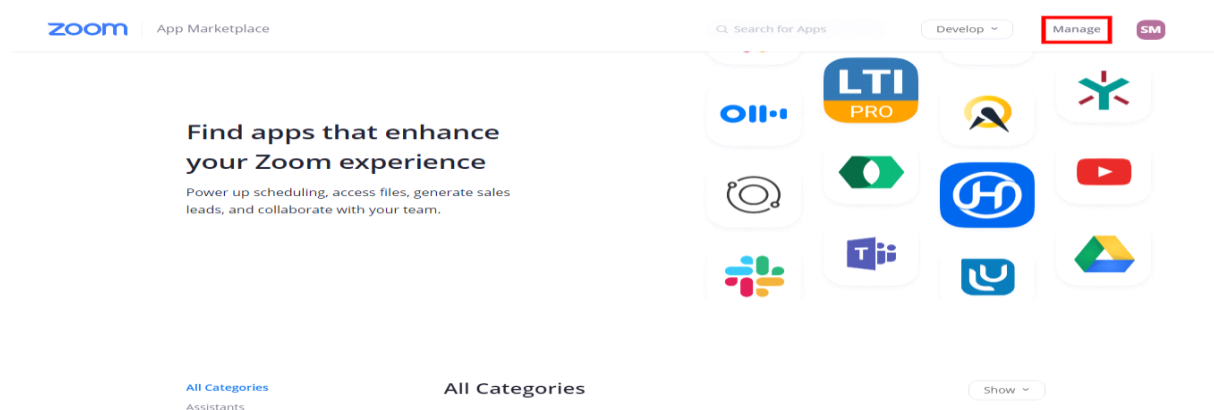 zoom App Marketplace Search for Apps Develop Manage SM
LTI
PRO
Find apps that enhance
your Zoom experience
Power up scheduling, access files, generate sales
leads, and collaborate with your team.
T
All Categories
Assistants
All Categories
Show